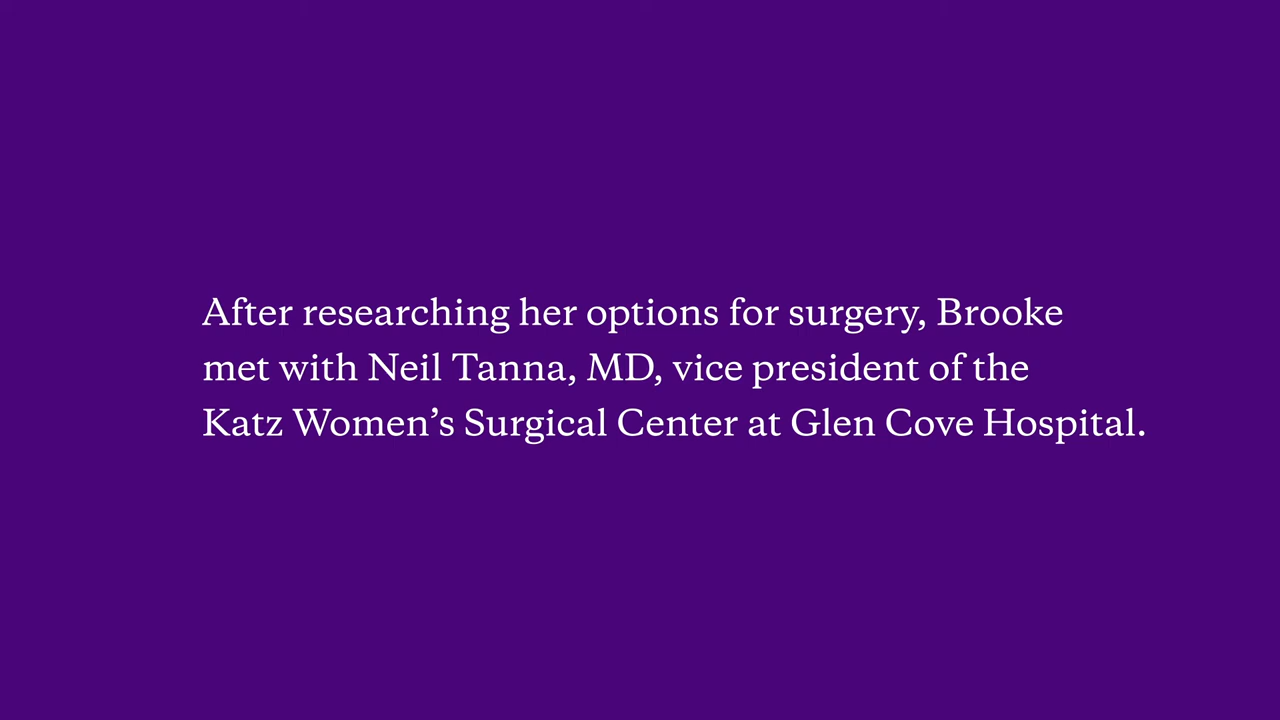 After researching her options for surgery, Brooke
met with Neil Tanna, MD, vice president of the
Katz Women’s Surgical Center at Glen Cove Hospital.